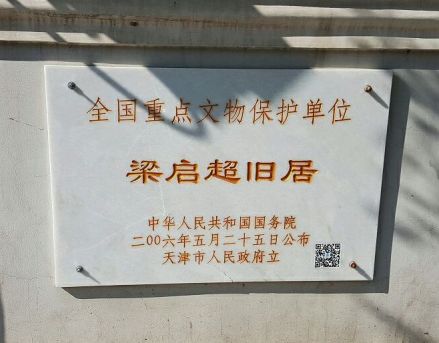 全国重点文物保护单位
梁启超旧居
中华人民共和国国务院
二00六年五月二十五日公布
天津市人民政府立